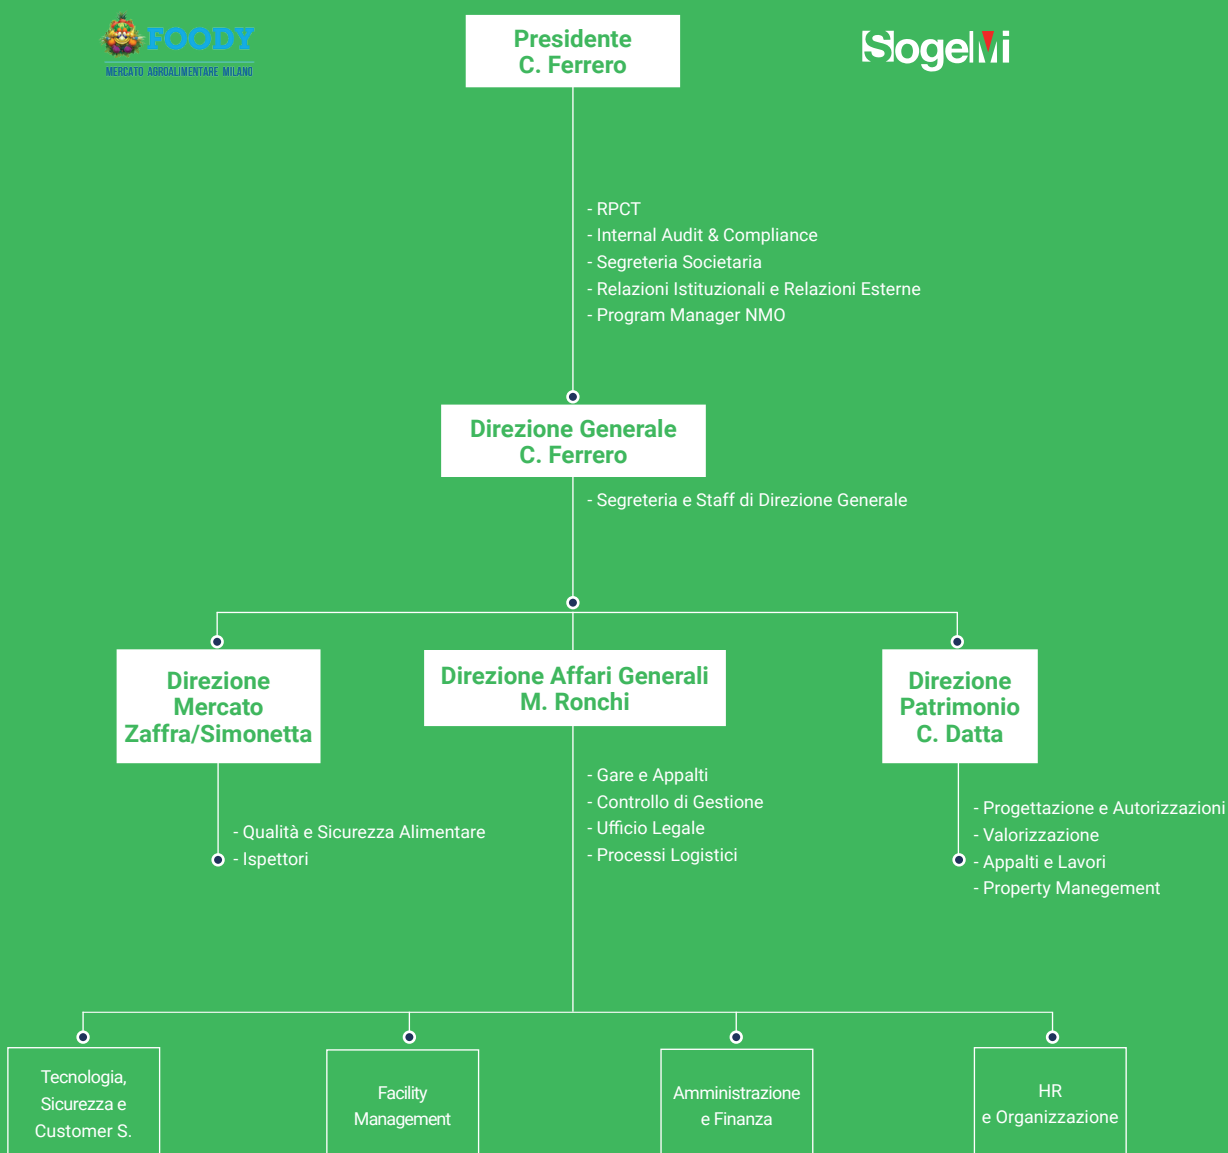 FOODY
MERCATO AGROALIMENTARE MILANO
Presidente
C. Ferrero
SogeMi
- RPCT
- Internal Audit & Compliance
- Segreteria Societaria
- Relazioni Istituzionali e Relazioni Esterne
- Program Manager NMO
Direzione Generale
C. Ferrero
- Segreteria e Staff di Direzione Generale
Direzione
Mercato
Zaffra/Simonetta
Direzione Affari Generali
M. Ronchi
Direzione
Patrimonio
C. Datta
- Qualità e Sicurezza Alimentare
- Ispettori
- Gare e Appalti
- Controllo di Gestione
- Ufficio Legale
- Processi Logistici
- Progettazione e Autorizzazioni
- Valorizzazione
- Appalti e Lavori
- Property Manegement
Tecnologia,
Sicurezza e
Customer S.
Facility
Management
Amministrazione
e Finanza
HR
e Organizzazione